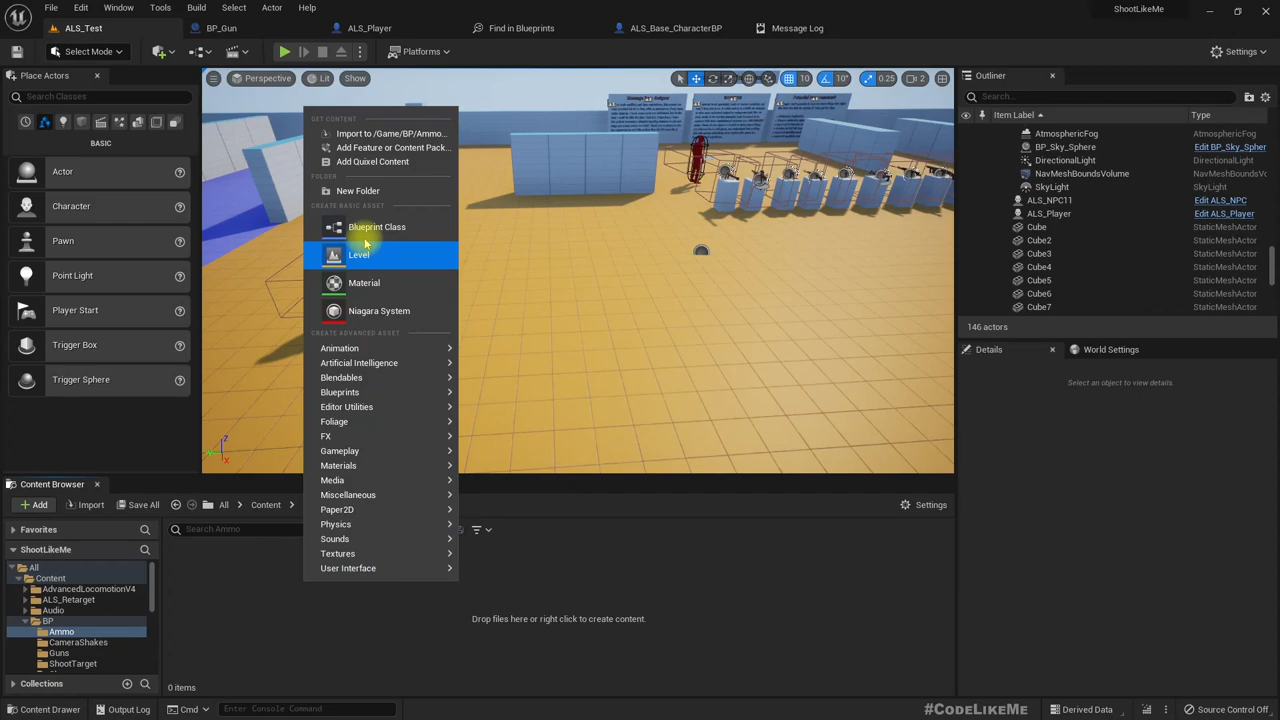 File Edit Window Tools Build Select Actor Help ShootLikeMe
ALS_Test BP_Gun ALS_Player Find in Blueprints ALS_Base_CharacterBP Message Log
Select Mode Platforms Settings
Place Actors
Search Classes
Actor
Character
Pawn
Point Light
Player Start
Trigger Box
Trigger Sphere
Perspective Lit Show 10 10° 0.25 2
GET CONTENT
Import to /Game/BP/Ammo...
Add Feature or Content Pack...
Add Quixel Content
FOLDER
New Folder
CREATE BASIC ASSET
Blueprint Class
Level
Material
Niagara System
CREATE ADVANCED ASSET
Animation
Artificial Intelligence
Blendables
Blueprints
Editor Utilities
Foliage
FX
Gameplay
Materials
Media
Miscellaneous
Paper2D
Physics
Sounds
Textures
User Interface
Z
X
Outliner
Search...
Item Label Type
AtmosphericFog AtmosphericFog
BP_Sky_Sphere Edit BP_Sky_Spher
DirectionalLight DirectionalLight
NavMeshBoundsVolume NavMeshBoundsVolume
SkyLight SkyLight
ALS_NPC11 Edit ALS_NPC
ALS_Player Edit ALS_Player
Cube StaticMeshActor
Cube2 StaticMeshActor
Cube3 StaticMeshActor
Cube4 StaticMeshActor
Cube5 StaticMeshActor
Cube6 StaticMeshActor
Cube7 StaticMeshActor
146 actors
Details World Settings
Select an object to view details.
Content Browser
Add Import Save All All Content Settings
Favorites Search Ammo
ShootLikeMe
All
Content
AdvancedLocomotionV4
ALS_Retarget
Audio
BP
Ammo
CameraShakes
Guns
ShootTarget
Collections
Drop files here or right click to create content.
0 items
Content Drawer Output Log Cmd Enter Console Command #CodeLikeMe Derived Data Source Control Off